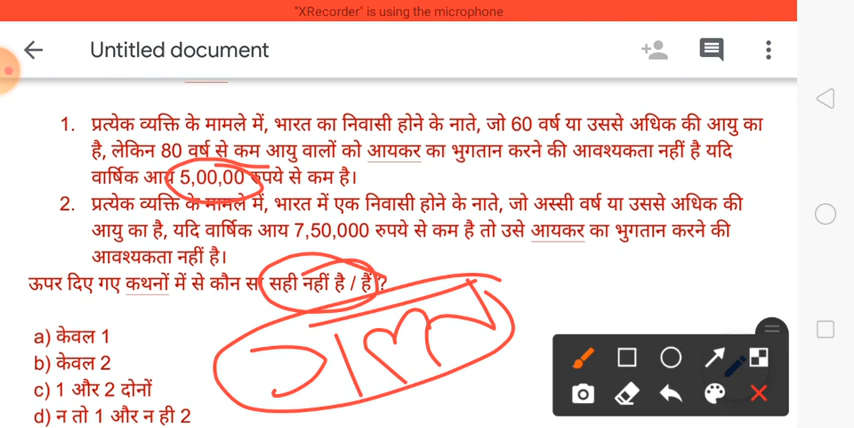 "XRecorder" is using the microphone
Untitled document
1. प्रत्येक व्यक्ति के मामले में, भारत का निवासी होने के नाते, जो 60 वर्ष या उससे अधिक की आयु का
है, लेकिन 80 वर्ष से कम आयु वालों को आयकर का भुगतान करने की आवश्यकता नहीं है यदि
वार्षिक आय 5,00,00 रुपये से कम है।
2. प्रत्येक व्यक्ति के मामले में, भारत में एक निवासी होने के नाते, जो अस्सी वर्ष या उससे अधिक की
आयु का है, यदि वार्षिक आय 7,50,000 रुपये से कम है तो उसे आयकर का भुगतान करने की
आवश्यकता नहीं है।
ऊपर दिए गए कथनों में से कौन सा सही नहीं है / हैं ?
गलत
a) केवल 1
b) केवल 2
c) 1 और 2 दोनों
d) न तो 1 और न ही 2